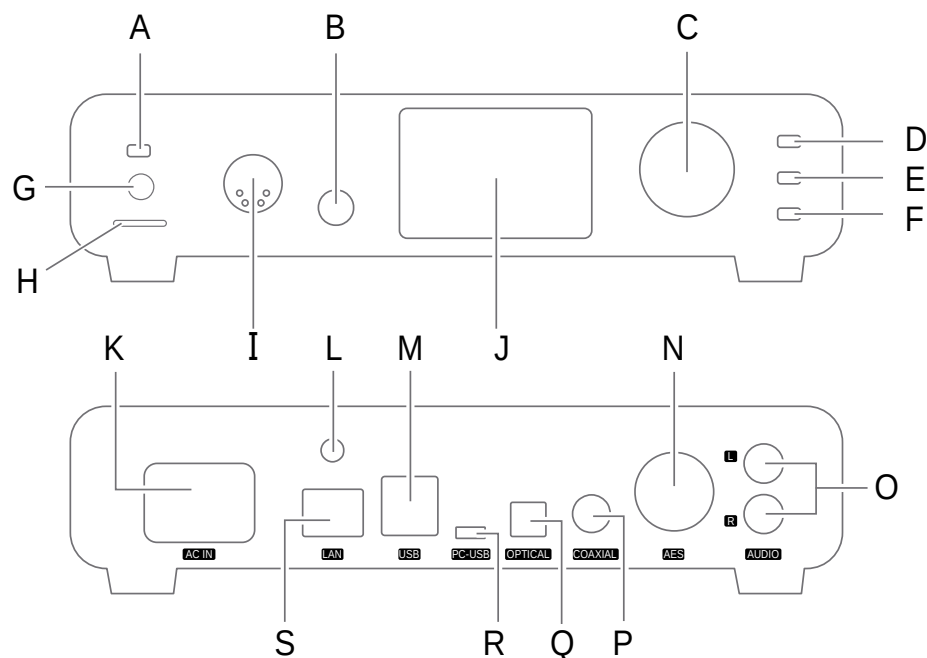 A B C
D
G E
F
H
K I L M J N
L
O
R
AC IN LAN USB PC-USB OPTICAL COAXIAL AES AUDIO
S R Q P